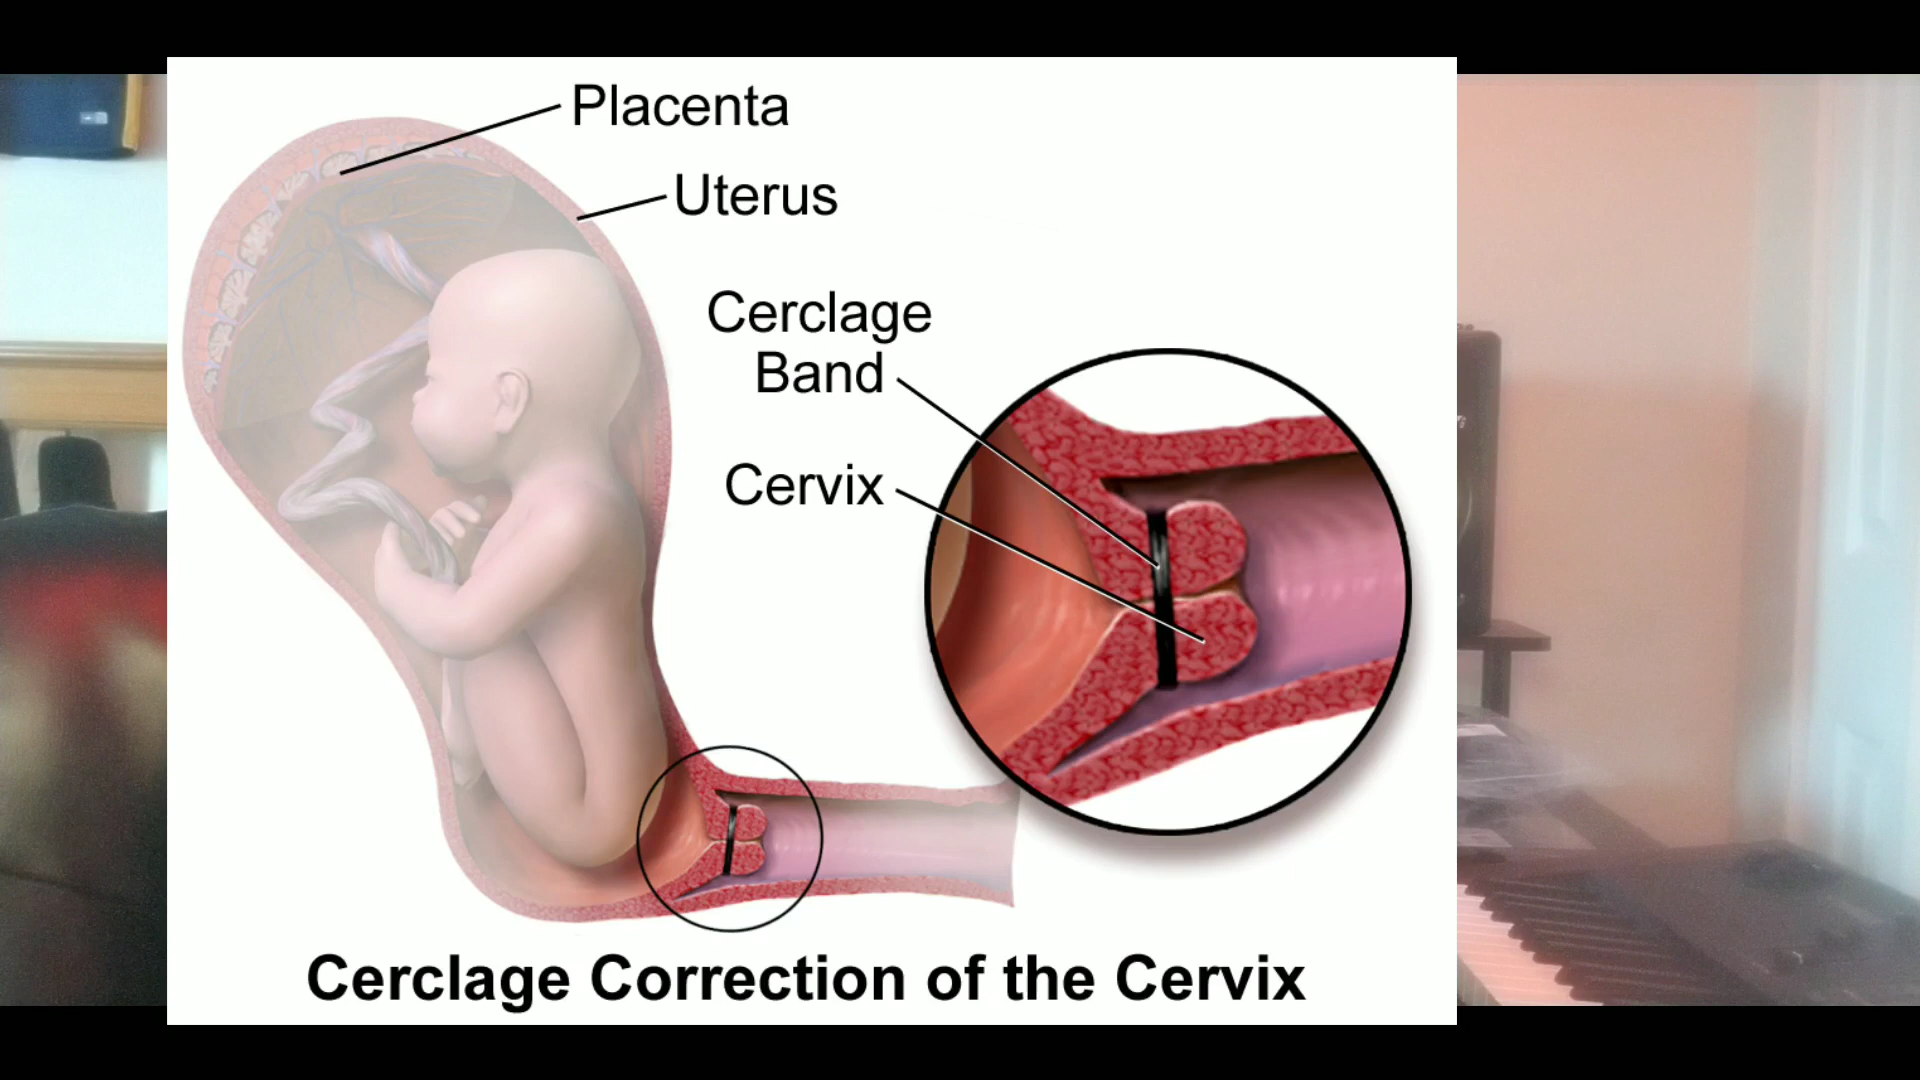 Placenta
Uterus
Cerclage
Band
Cervix
Cerclage Correction of the Cervix